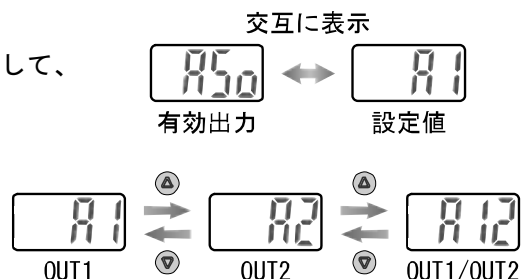 交互に表示
して、
ASo A1
有効出力 設定値
A1 A2 A12
OUT1 OUT2 OUT1/OUT2